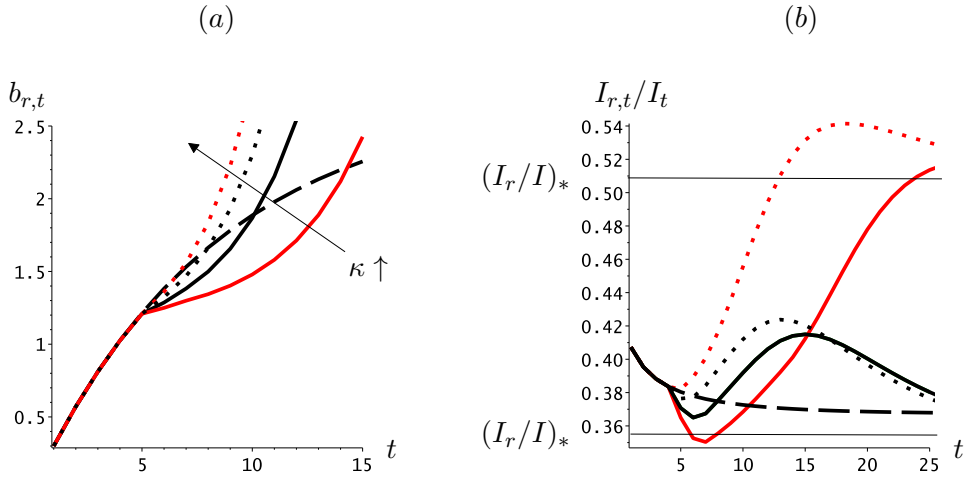 (a)
b_{r,t}
2.5
2
1.5
1
0.5
5
10
15
t
κ ↑
(b)
I_{r,t}/I_t
0.54
0.52
(I_r/I)_*
0.50
0.48
0.46
0.44
0.42
0.40
0.38
0.36
(I_r/I)_*
5
10
15
20
25
t